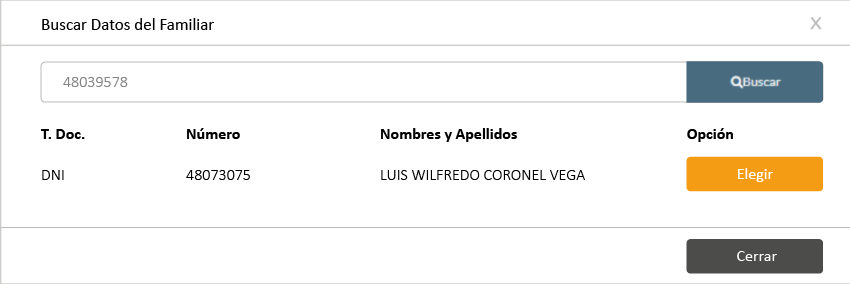 Buscar Datos del Familiar X
48039578 Buscar
T. Doc. Número Nombres y Apellidos Opción
DNI 48073075 LUIS WILFREDO CORONEL VEGA Elegir
Cerrar